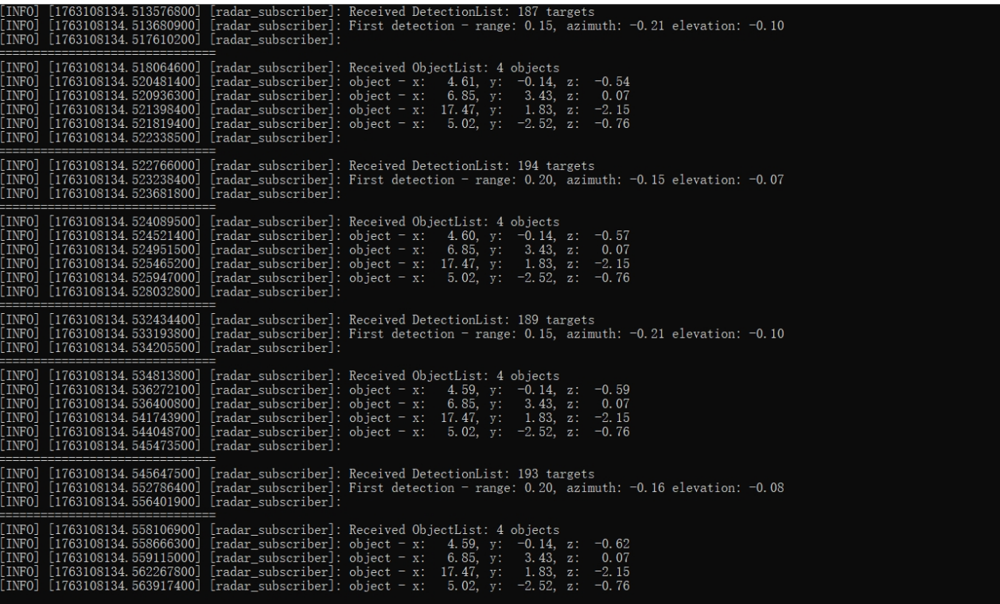 [INFO] [1763108134.513576800] [radar_subscriber]: Received DetectionList: 187 targets
[INFO] [1763108134.513680900] [radar_subscriber]: First detection - range: 0.15, azimuth: -0.21 elevation: -0.10
[INFO] [1763108134.517610200] [radar_subscriber]:
===============================
[INFO] [1763108134.518064600] [radar_subscriber]: Received ObjectList: 4 objects
[INFO] [1763108134.520481400] [radar_subscriber]: object - x:   4.61, y:  -0.14, z:  -0.54
[INFO] [1763108134.520936300] [radar_subscriber]: object - x:   6.85, y:   3.43, z:   0.07
[INFO] [1763108134.521398400] [radar_subscriber]: object - x:  17.47, y:   1.83, z:  -2.15
[INFO] [1763108134.521819400] [radar_subscriber]: object - x:   5.02, y:  -2.52, z:  -0.76
[INFO] [1763108134.522338500] [radar_subscriber]:
===============================
[INFO] [1763108134.522766000] [radar_subscriber]: Received DetectionList: 194 targets
[INFO] [1763108134.523238400] [radar_subscriber]: First detection - range: 0.20, azimuth: -0.15 elevation: -0.07
[INFO] [1763108134.523681800] [radar_subscriber]:
===============================
[INFO] [1763108134.524089500] [radar_subscriber]: Received ObjectList: 4 objects
[INFO] [1763108134.524521400] [radar_subscriber]: object - x:   4.60, y:  -0.14, z:  -0.57
[INFO] [1763108134.524951500] [radar_subscriber]: object - x:   6.85, y:   3.43, z:   0.07
[INFO] [1763108134.525465200] [radar_subscriber]: object - x:  17.47, y:   1.83, z:  -2.15
[INFO] [1763108134.525947000] [radar_subscriber]: object - x:   5.02, y:  -2.52, z:  -0.76
[INFO] [1763108134.528032800] [radar_subscriber]:
===============================
[INFO] [1763108134.532434400] [radar_subscriber]: Received DetectionList: 189 targets
[INFO] [1763108134.533193800] [radar_subscriber]: First detection - range: 0.15, azimuth: -0.21 elevation: -0.10
[INFO] [1763108134.534205500] [radar_subscriber]:
===============================
[INFO] [1763108134.534813800] [radar_subscriber]: Received ObjectList: 4 objects
[INFO] [1763108134.536272100] [radar_subscriber]: object - x:   4.59, y:  -0.14, z:  -0.59
[INFO] [1763108134.536400800] [radar_subscriber]: object - x:   6.85, y:   3.43, z:   0.07
[INFO] [1763108134.541743900] [radar_subscriber]: object - x:  17.47, y:   1.83, z:  -2.15
[INFO] [1763108134.544048700] [radar_subscriber]: object - x:   5.02, y:  -2.52, z:  -0.76
[INFO] [1763108134.545473500] [radar_subscriber]:
===============================
[INFO] [1763108134.545647500] [radar_subscriber]: Received DetectionList: 193 targets
[INFO] [1763108134.552786400] [radar_subscriber]: First detection - range: 0.20, azimuth: -0.16 elevation: -0.08
[INFO] [1763108134.556401900] [radar_subscriber]:
===============================
[INFO] [1763108134.558106900] [radar_subscriber]: Received ObjectList: 4 objects
[INFO] [1763108134.558666300] [radar_subscriber]: object - x:   4.59, y:  -0.14, z:  -0.62
[INFO] [1763108134.559115000] [radar_subscriber]: object - x:   6.85, y:   3.43, z:   0.07
[INFO] [1763108134.562267800] [radar_subscriber]: object - x:  17.47, y:   1.83, z:  -2.15
[INFO] [1763108134.563917400] [radar_subscriber]: object - x:   5.02, y:  -2.52, z:  -0.76